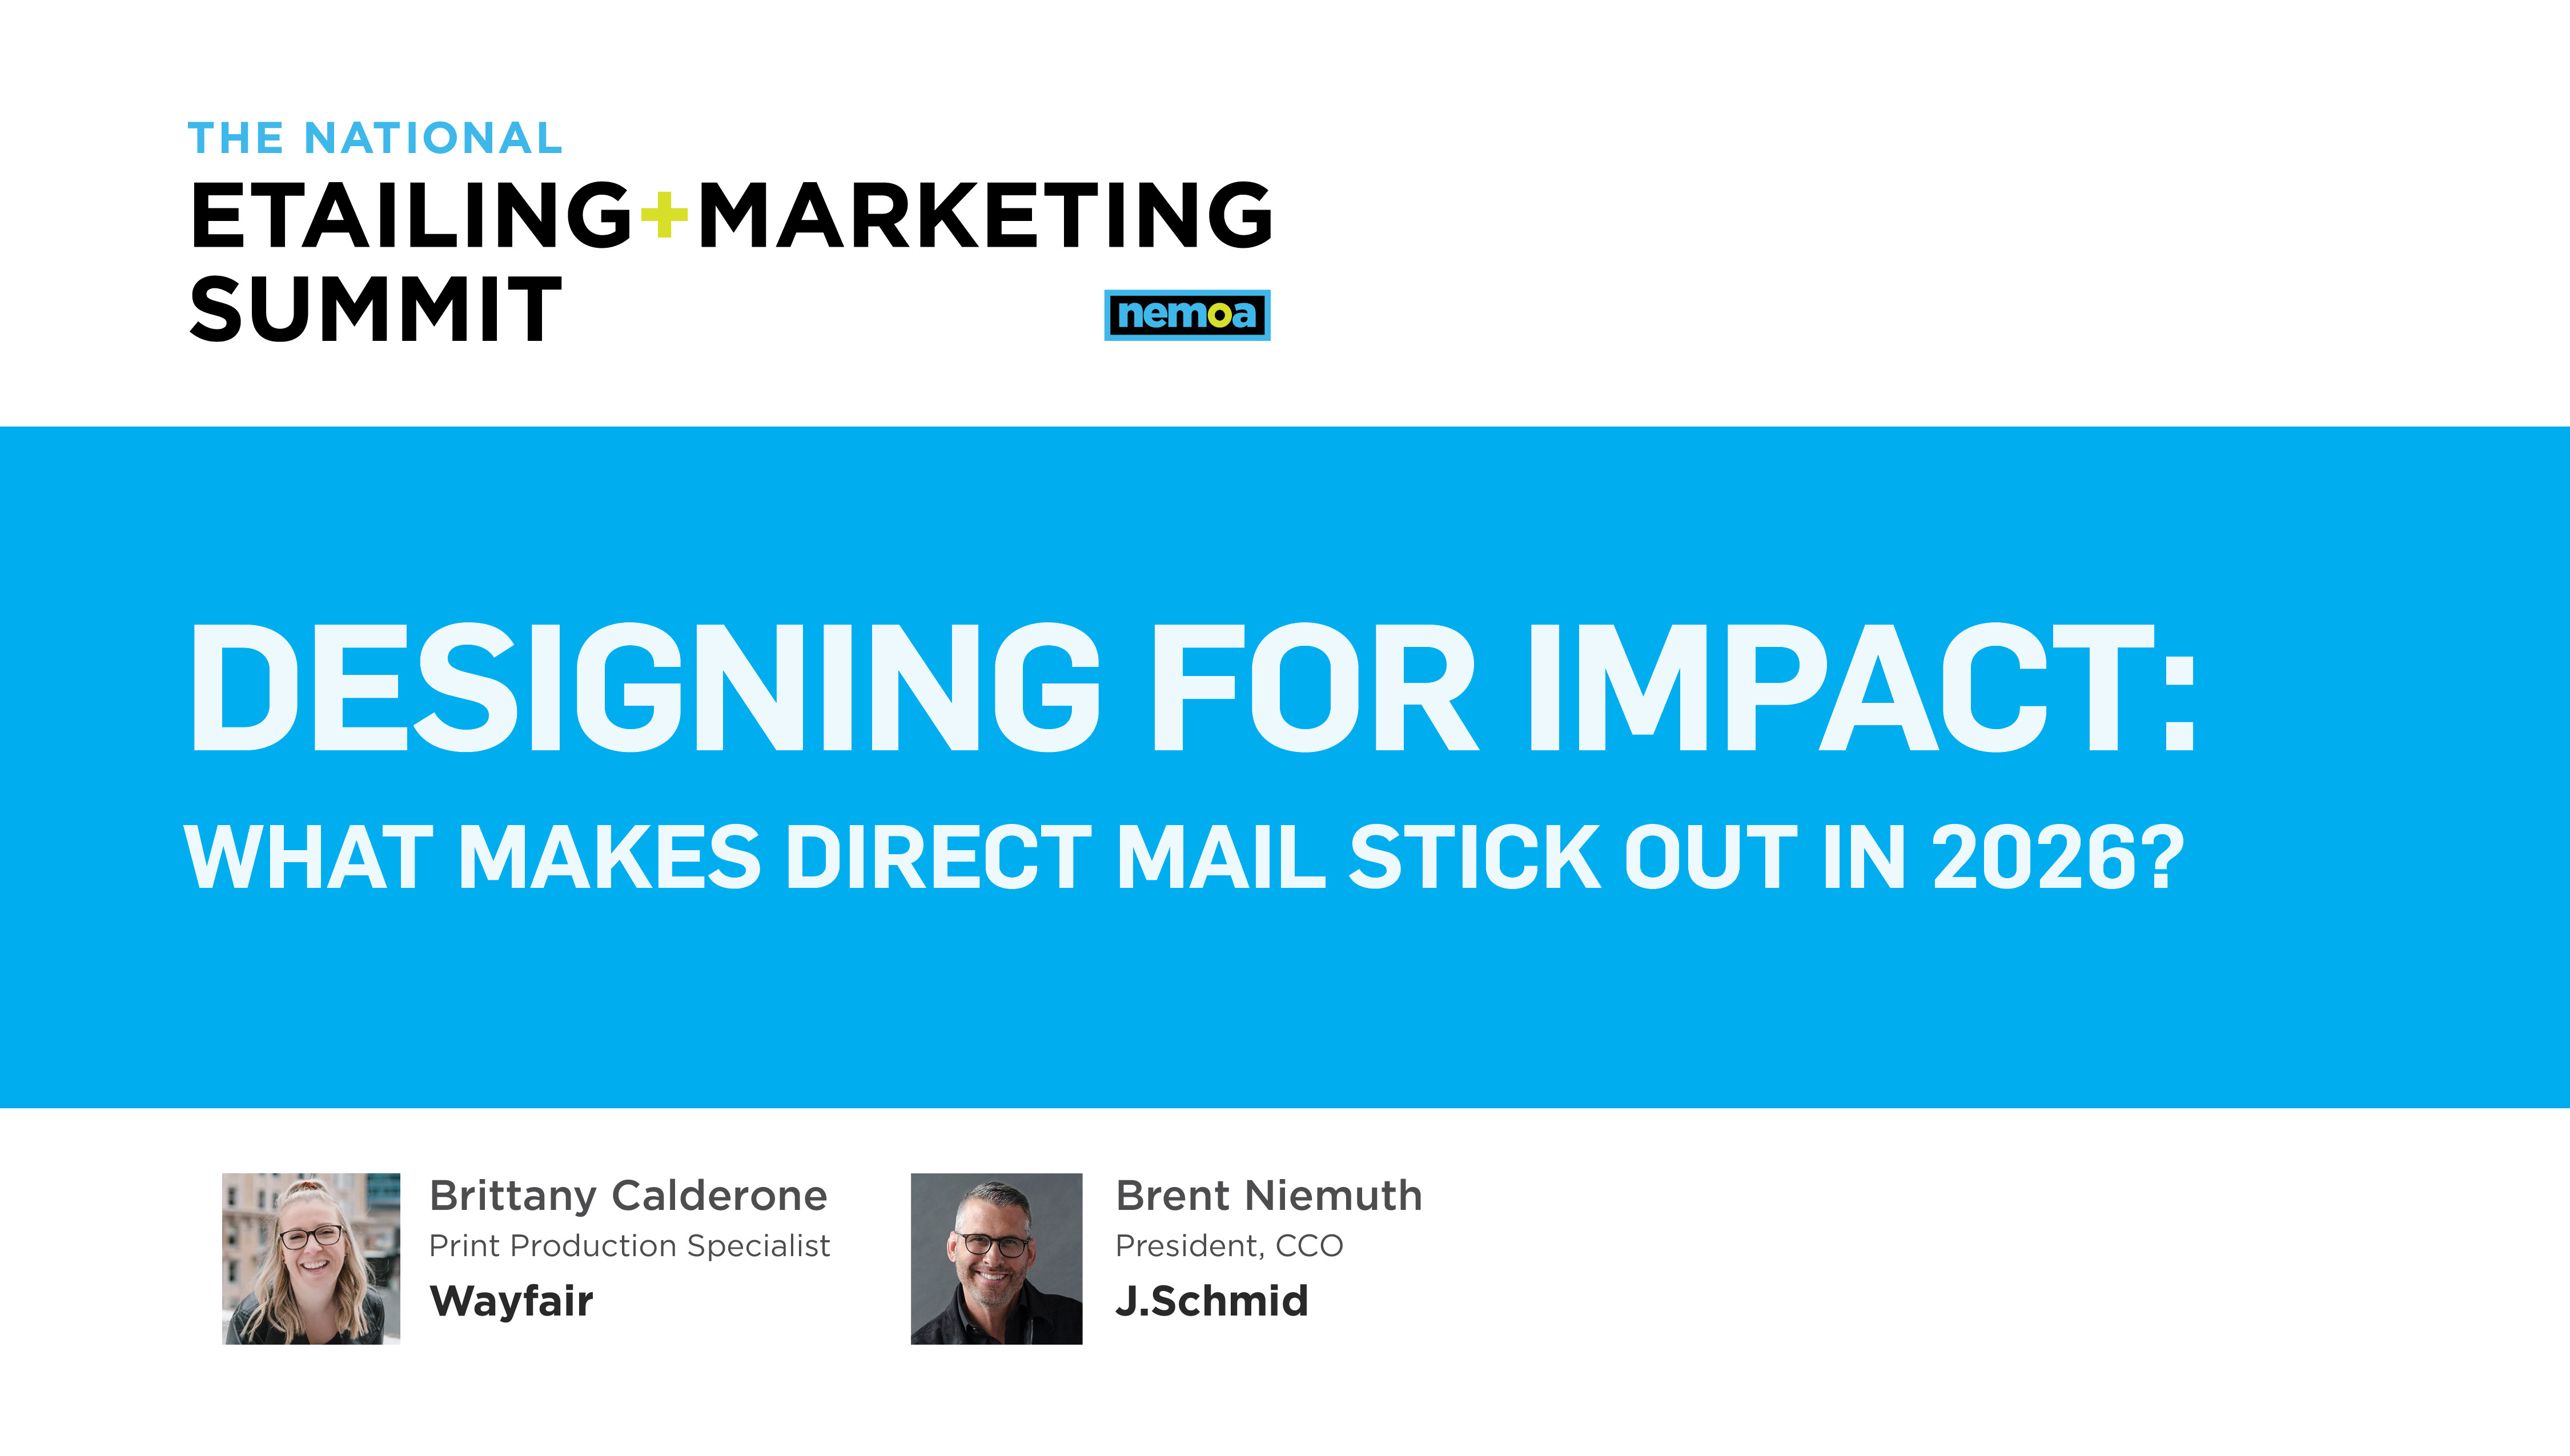 THE NATIONAL
ETAILING+MARKETING
SUMMIT
nemoa
DESIGNING FOR IMPACT:
WHAT MAKES DIRECT MAIL STICK OUT IN 2026?
Brittany Calderone
Print Production Specialist
Wayfair
Brent Niemuth
President, CCO
J.Schmid